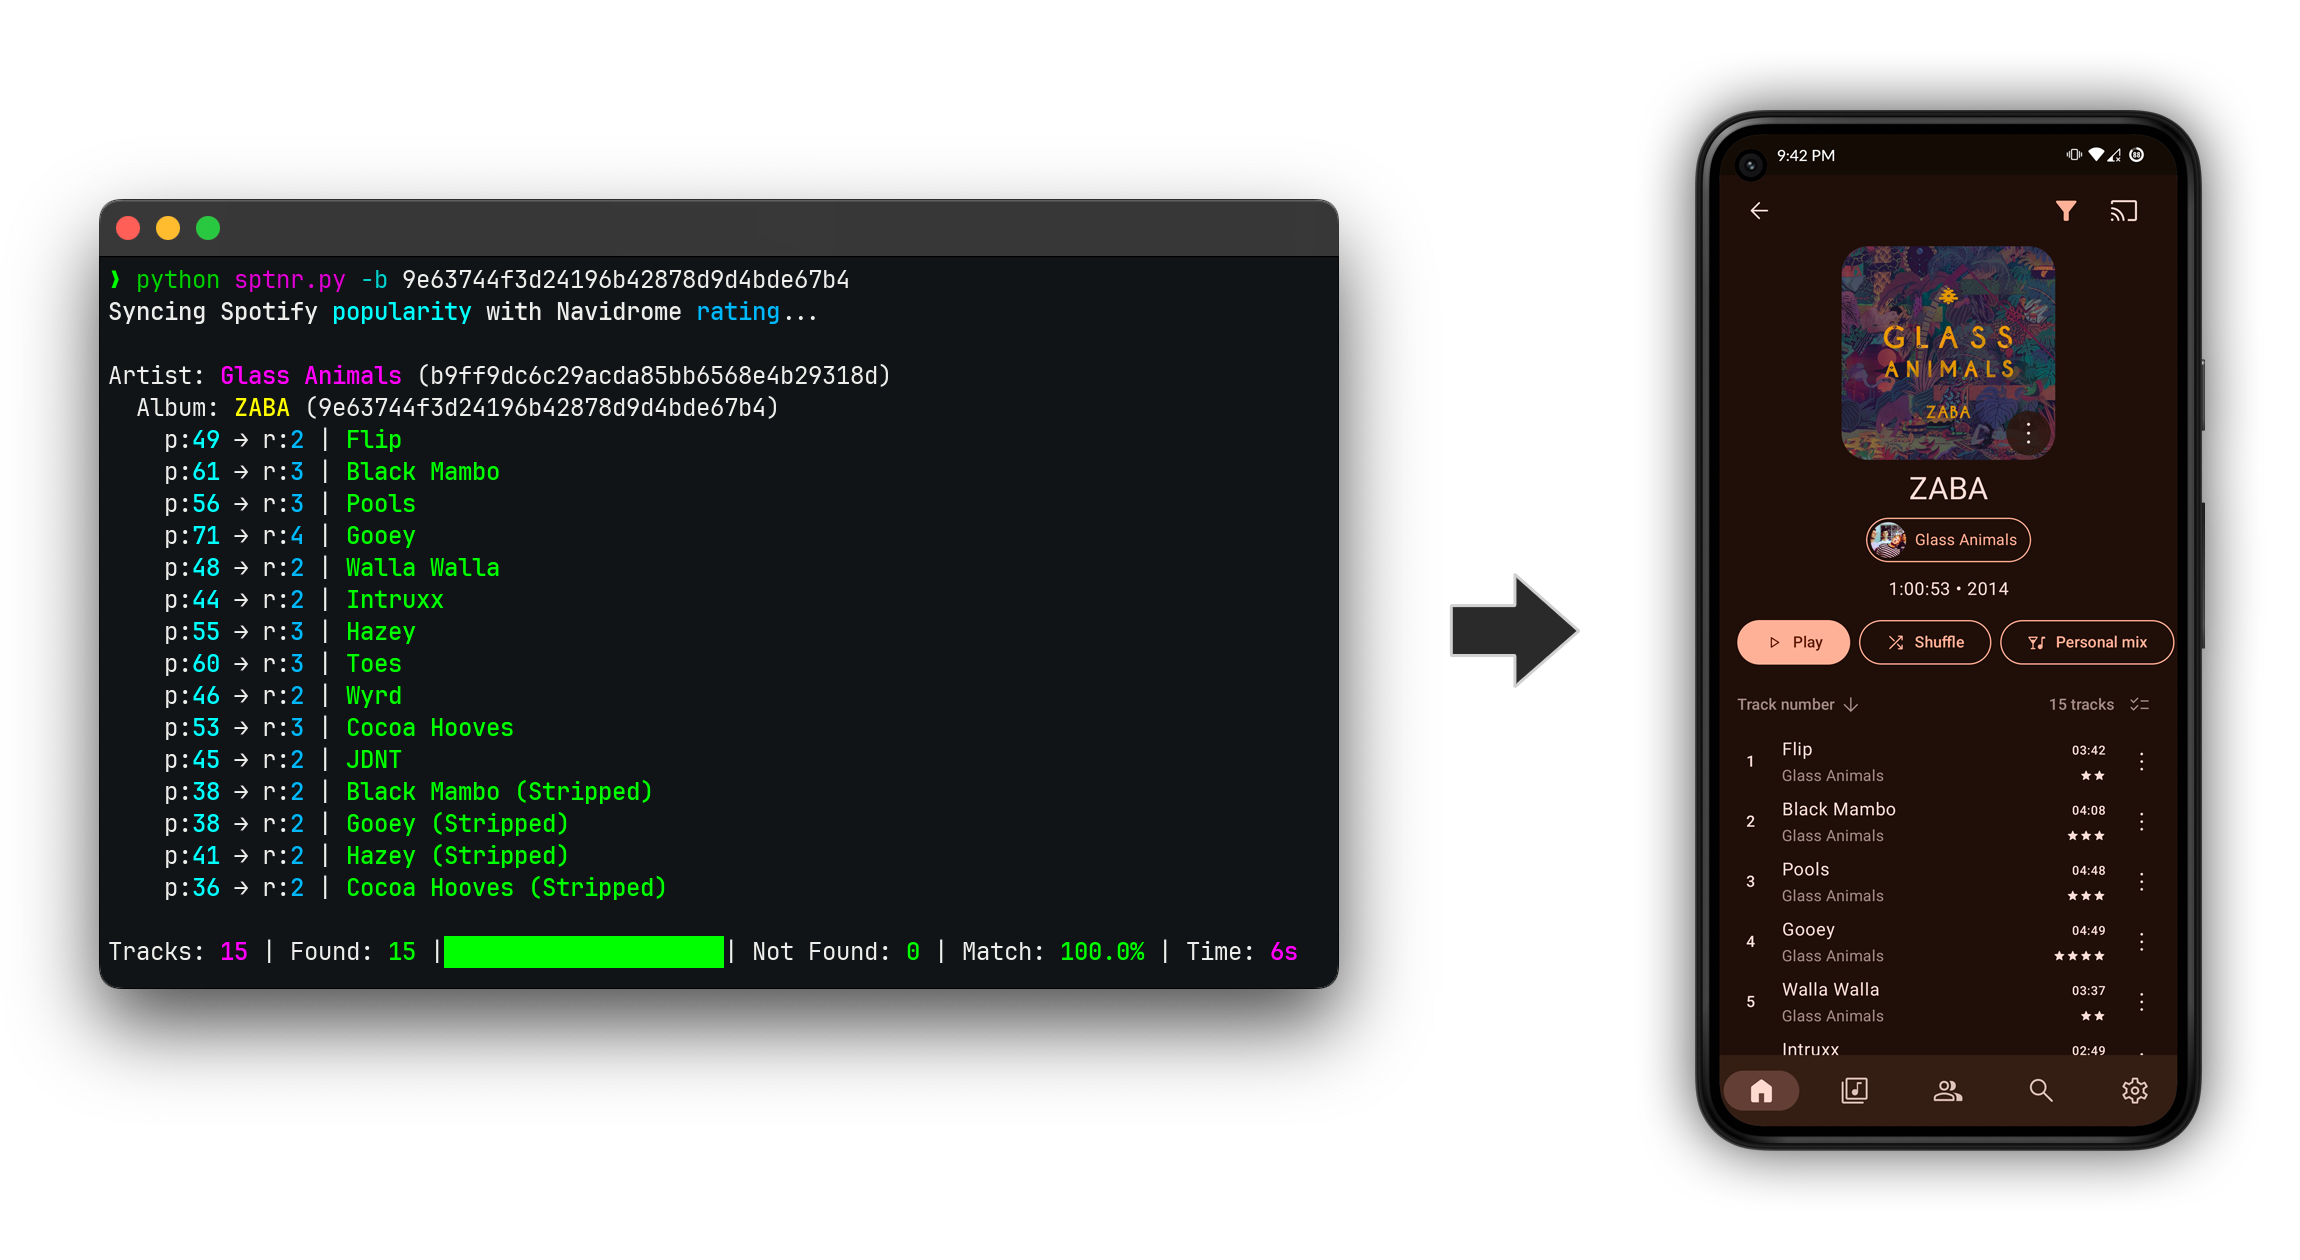 ❱ python sptnr.py -b 9e63744f3d24196b42878d9d4bde67b4
Syncing Spotify popularity with Navidrome rating...
Artist: Glass Animals (b9ff9dc6c29acda85bb6568e4b29318d)
Album: ZABA (9e63744f3d24196b42878d9d4bde67b4)
p:49 → r:2 | Flip
p:61 → r:3 | Black Mambo
p:56 → r:3 | Pools
p:71 → r:4 | Gooey
p:48 → r:2 | Walla Walla
p:44 → r:2 | Intruxx
p:55 → r:3 | Hazey
p:60 → r:3 | Toes
p:46 → r:2 | Wyrd
p:53 → r:3 | Cocoa Hooves
p:45 → r:2 | JDNT
p:38 → r:2 | Black Mambo (Stripped)
p:38 → r:2 | Gooey (Stripped)
p:41 → r:2 | Hazey (Stripped)
p:36 → r:2 | Cocoa Hooves (Stripped)
Tracks: 15 | Found: 15 | | Not Found: 0 | Match: 100.0% | Time: 6s
9:42 PM 88
GLASS
ANIMALS
ZABA
ZABA
Glass Animals
1:00:53 • 2014
Play Shuffle Personal mix
Track number ↓ 15 tracks
1 Flip 03:42
Glass Animals ★★
2 Black Mambo 04:08
Glass Animals ★★★
3 Pools 04:48
Glass Animals ★★★
4 Gooey 04:49
Glass Animals ★★★★
5 Walla Walla 03:37
Glass Animals ★★
Intruxx 02:49